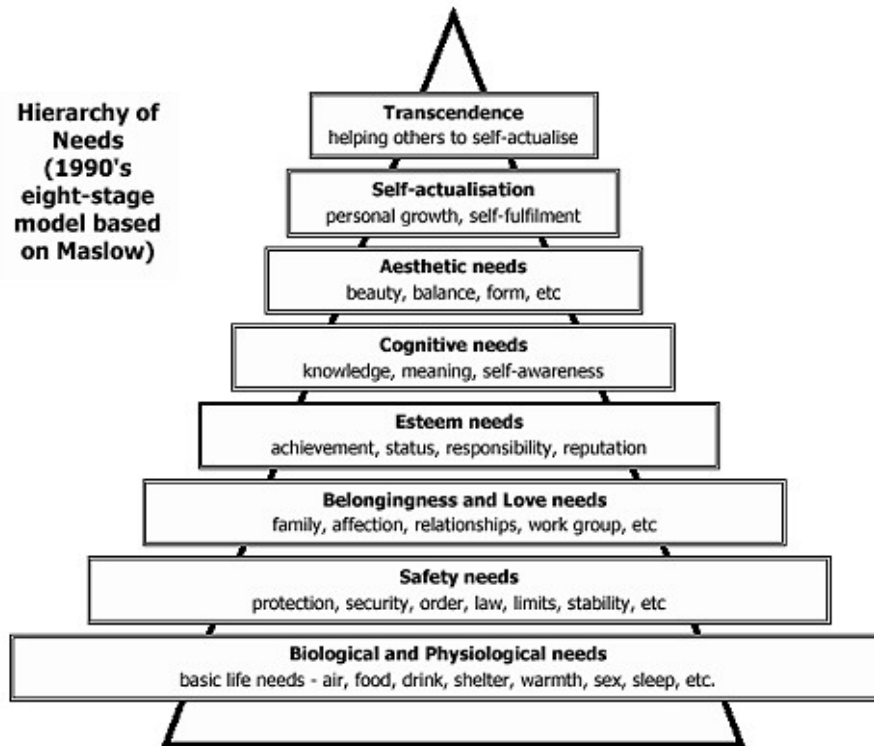 Hierarchy of
Needs
(1990's
eight-stage
model based
on Maslow)
Transcendence
helping others to self-actualise
Self-actualisation
personal growth, self-fulfilment
Aesthetic needs
beauty, balance, form, etc
Cognitive needs
knowledge, meaning, self-awareness
Esteem needs
achievement, status, responsibility, reputation
Belongingness and Love needs
family, affection, relationships, work group, etc
Safety needs
protection, security, order, law, limits, stability, etc
Biological and Physiological needs
basic life needs - air, food, drink, shelter, warmth, sex, sleep, etc.